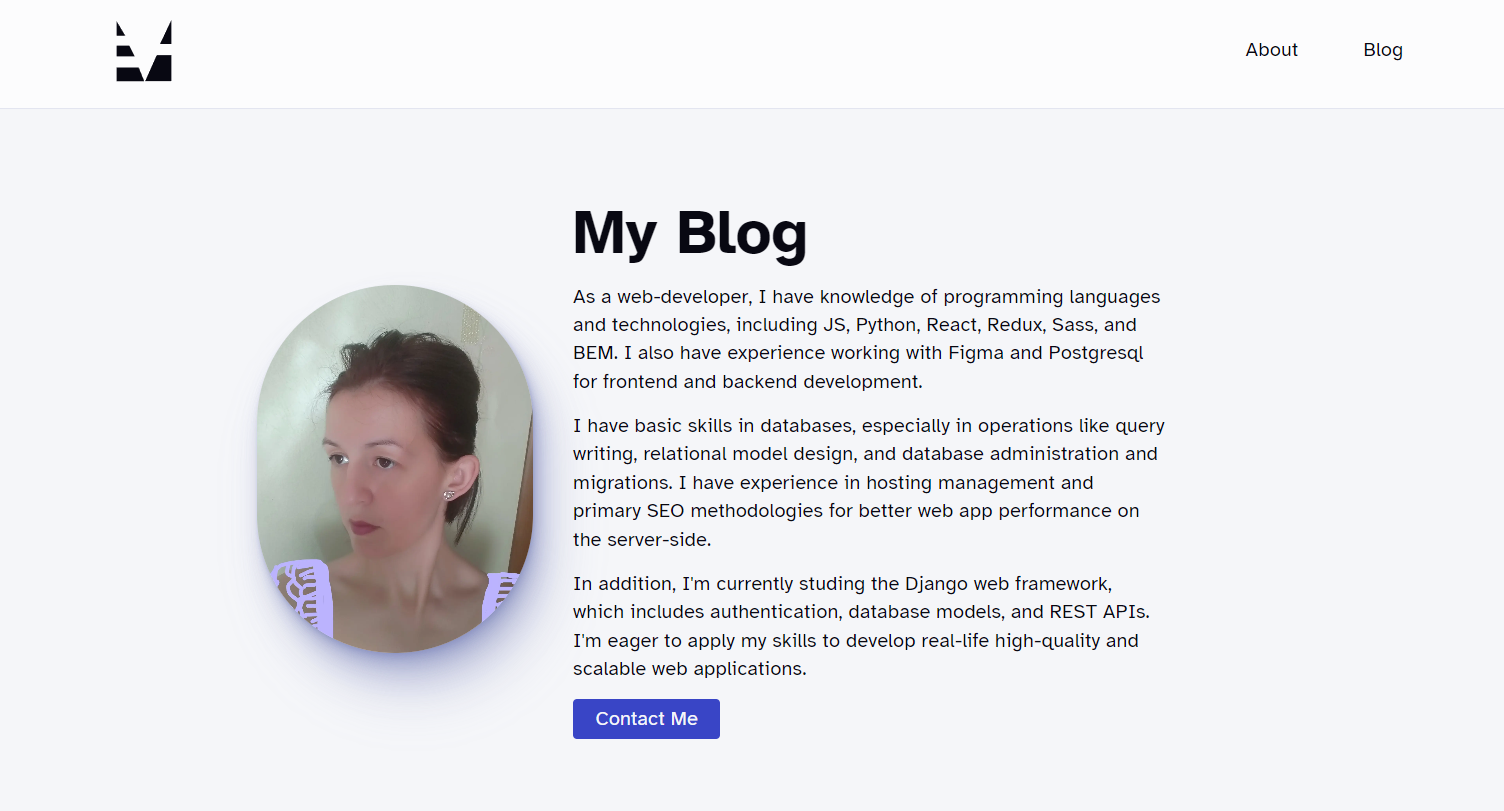 About
Blog
My Blog
As a web-developer, I have knowledge of programming languages
and technologies, including JS, Python, React, Redux, Sass, and
BEM. I also have experience working with Figma and Postgresql
for frontend and backend development.
I have basic skills in databases, especially in operations like query
writing, relational model design, and database administration and
migrations. I have experience in hosting management and
primary SEO methodologies for better web app performance on
the server-side.
In addition, I'm currently studing the Django web framework,
which includes authentication, database models, and REST APIs.
I'm eager to apply my skills to develop real-life high-quality and
scalable web applications.
Contact Me